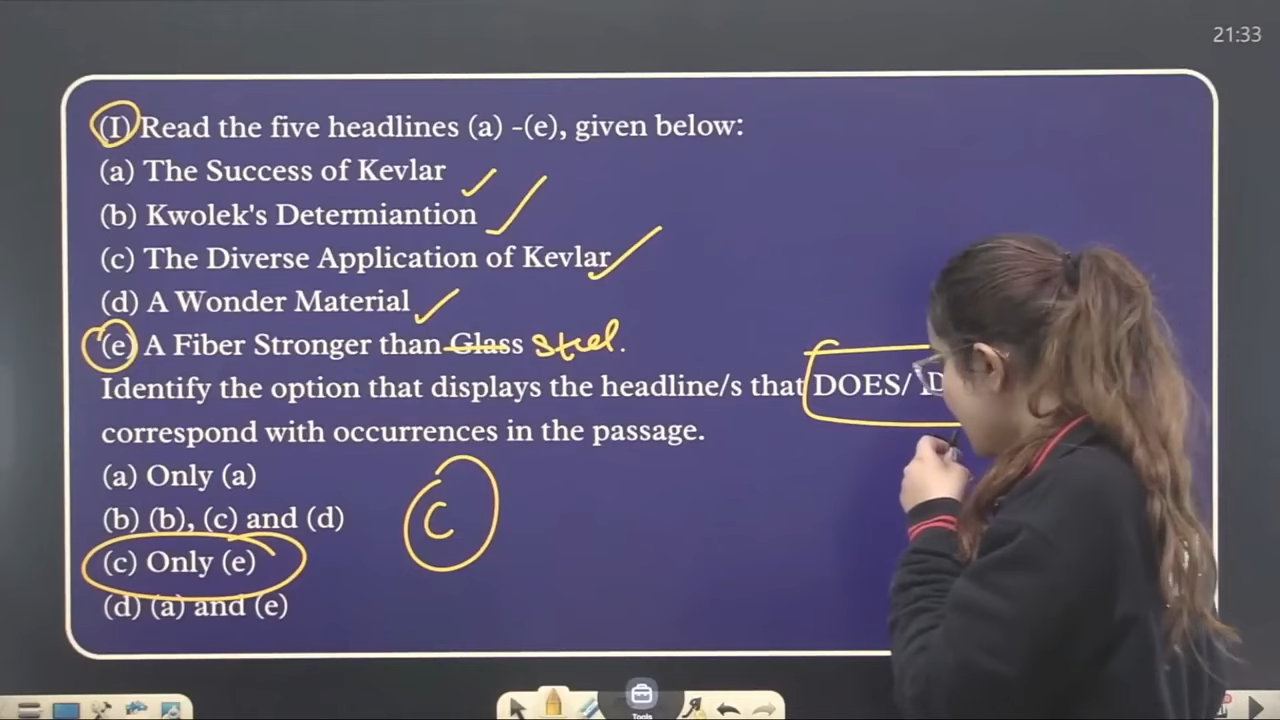 21:33
(I) Read the five headlines (a) -(e), given below:
(a) The Success of Kevlar
(b) Kwolek's Determiantion
(c) The Diverse Application of Kevlar
(d) A Wonder Material
(e) A Fiber Stronger than Glass Steel.
Identify the option that displays the headline/s that DOES/
correspond with occurrences in the passage.
(a) Only (a)
(b) (b), (c) and (d)
C
(c) Only (e)
(d) (a) and (e)
Tools